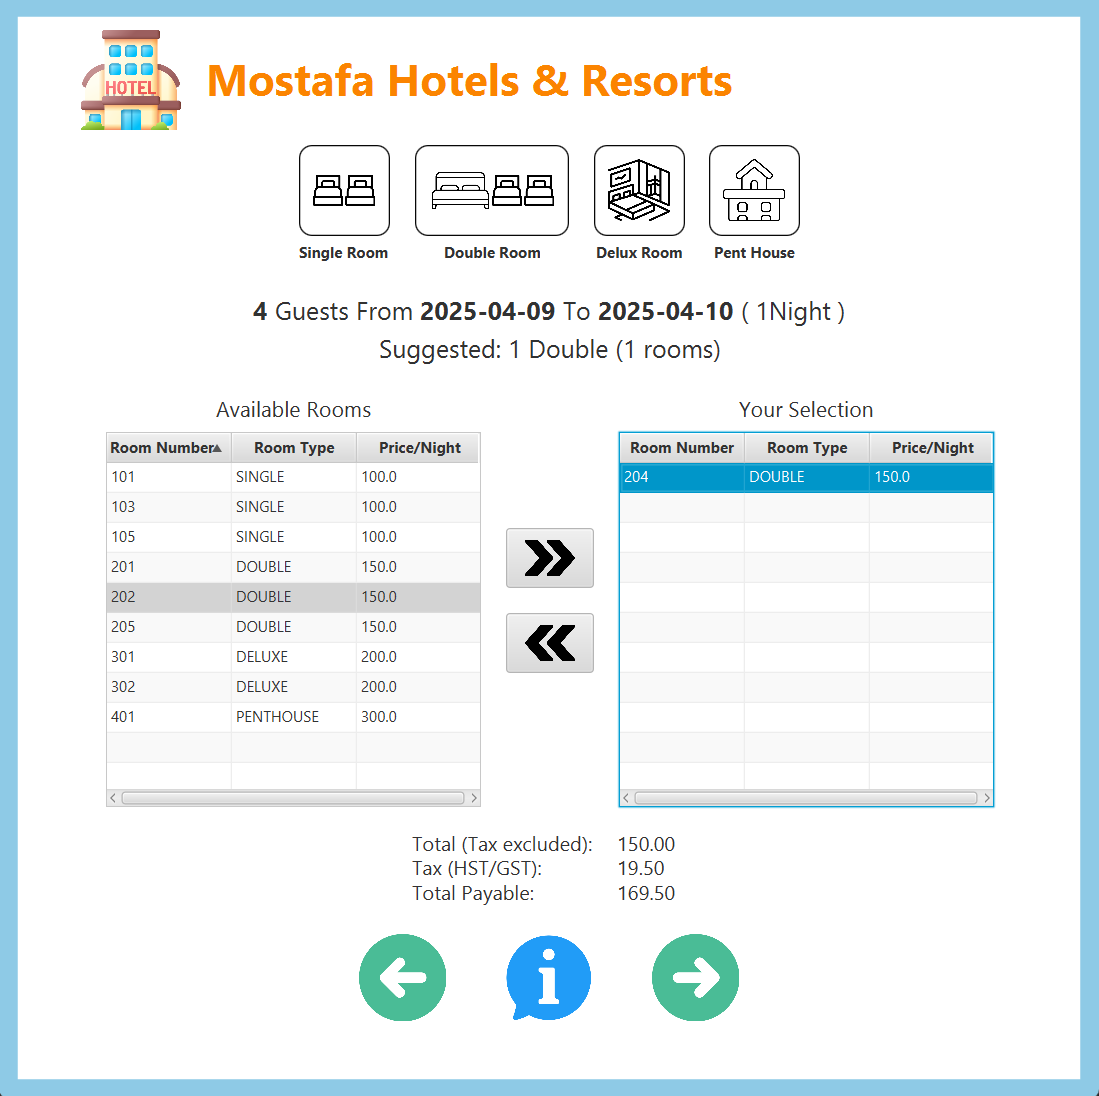 HOTEL
Mostafa Hotels & Resorts
Single Room
Double Room
Delux Room
Pent House
4 Guests From 2025-04-09 To 2025-04-10 ( 1Night )
Suggested: 1 Double (1 rooms)
Available Rooms
Room Number Room Type Price/Night
101 SINGLE 100.0
103 SINGLE 100.0
105 SINGLE 100.0
201 DOUBLE 150.0
202 DOUBLE 150.0
205 DOUBLE 150.0
301 DELUXE 200.0
302 DELUXE 200.0
401 PENTHOUSE 300.0
Your Selection
Room Number Room Type Price/Night
204 DOUBLE 150.0
Total (Tax excluded): 150.00
Tax (HST/GST): 19.50
Total Payable: 169.50